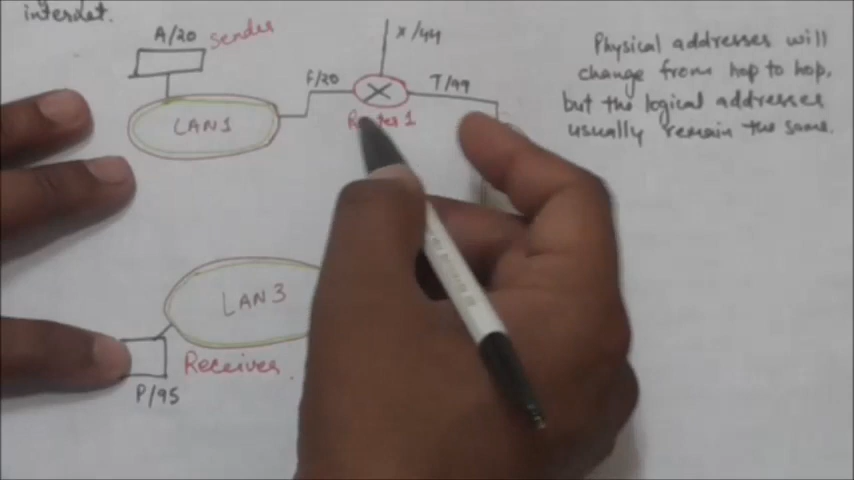 internet.
A/20 Sender
X/44
F/20
T/99
LAN1
Router 1
Physical addresses will
change from hop to hop,
but the logical addresses
usually remain the same.
LAN3
Receiver
P/95